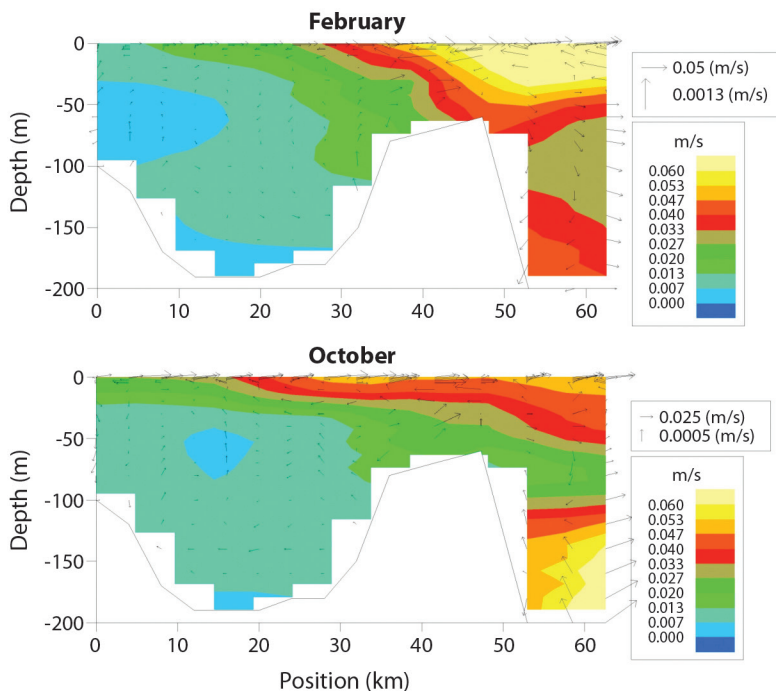 February
0.05 (m/s)
0.0013 (m/s)
m/s
0.060
0.053
0.047
0.040
0.033
0.027
0.020
0.013
0.007
0.000
Depth (m)
0
-50
-100
-150
-200
0 10 20 30 40 50 60
October
0.025 (m/s)
0.0005 (m/s)
m/s
0.060
0.053
0.047
0.040
0.033
0.027
0.020
0.013
0.007
0.000
Depth (m)
0
-50
-100
-150
-200
0 10 20 30 40 50 60
Position (km)